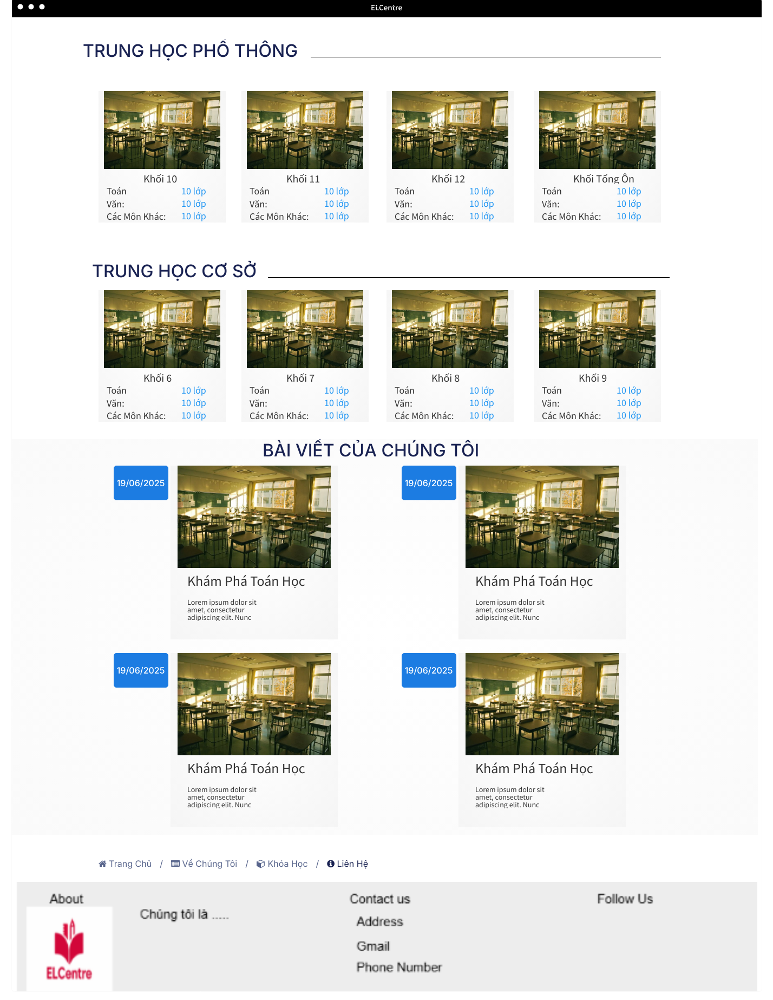 ELCentre
TRUNG HỌC PHỔ THÔNG
Khối 10
Toán 10 lớp
Văn: 10 lớp
Các Môn Khác: 10 lớp
Khối 11
Toán 10 lớp
Văn: 10 lớp
Các Môn Khác: 10 lớp
Khối 12
Toán 10 lớp
Văn: 10 lớp
Các Môn Khác: 10 lớp
Khối Tổng Ôn
Toán 10 lớp
Văn: 10 lớp
Các Môn Khác: 10 lớp
TRUNG HỌC CƠ SỞ
Khối 6
Toán 10 lớp
Văn: 10 lớp
Các Môn Khác: 10 lớp
Khối 7
Toán 10 lớp
Văn: 10 lớp
Các Môn Khác: 10 lớp
Khối 8
Toán 10 lớp
Văn: 10 lớp
Các Môn Khác: 10 lớp
Khối 9
Toán 10 lớp
Văn: 10 lớp
Các Môn Khác: 10 lớp
BÀI VIẾT CỦA CHÚNG TÔI
19/06/2025
Khám Phá Toán Học
Lorem ipsum dolor sit
amet, consectetur
adipiscing elit. Nunc
19/06/2025
Khám Phá Toán Học
Lorem ipsum dolor sit
amet, consectetur
adipiscing elit. Nunc
19/06/2025
Khám Phá Toán Học
Lorem ipsum dolor sit
amet, consectetur
adipiscing elit. Nunc
19/06/2025
Khám Phá Toán Học
Lorem ipsum dolor sit
amet, consectetur
adipiscing elit. Nunc
Trang Chủ / Về Chúng Tôi / Khóa Học / Liên Hệ
About
ELCentre
Chúng tôi là .....
Contact us
Address
Gmail
Phone Number
Follow Us